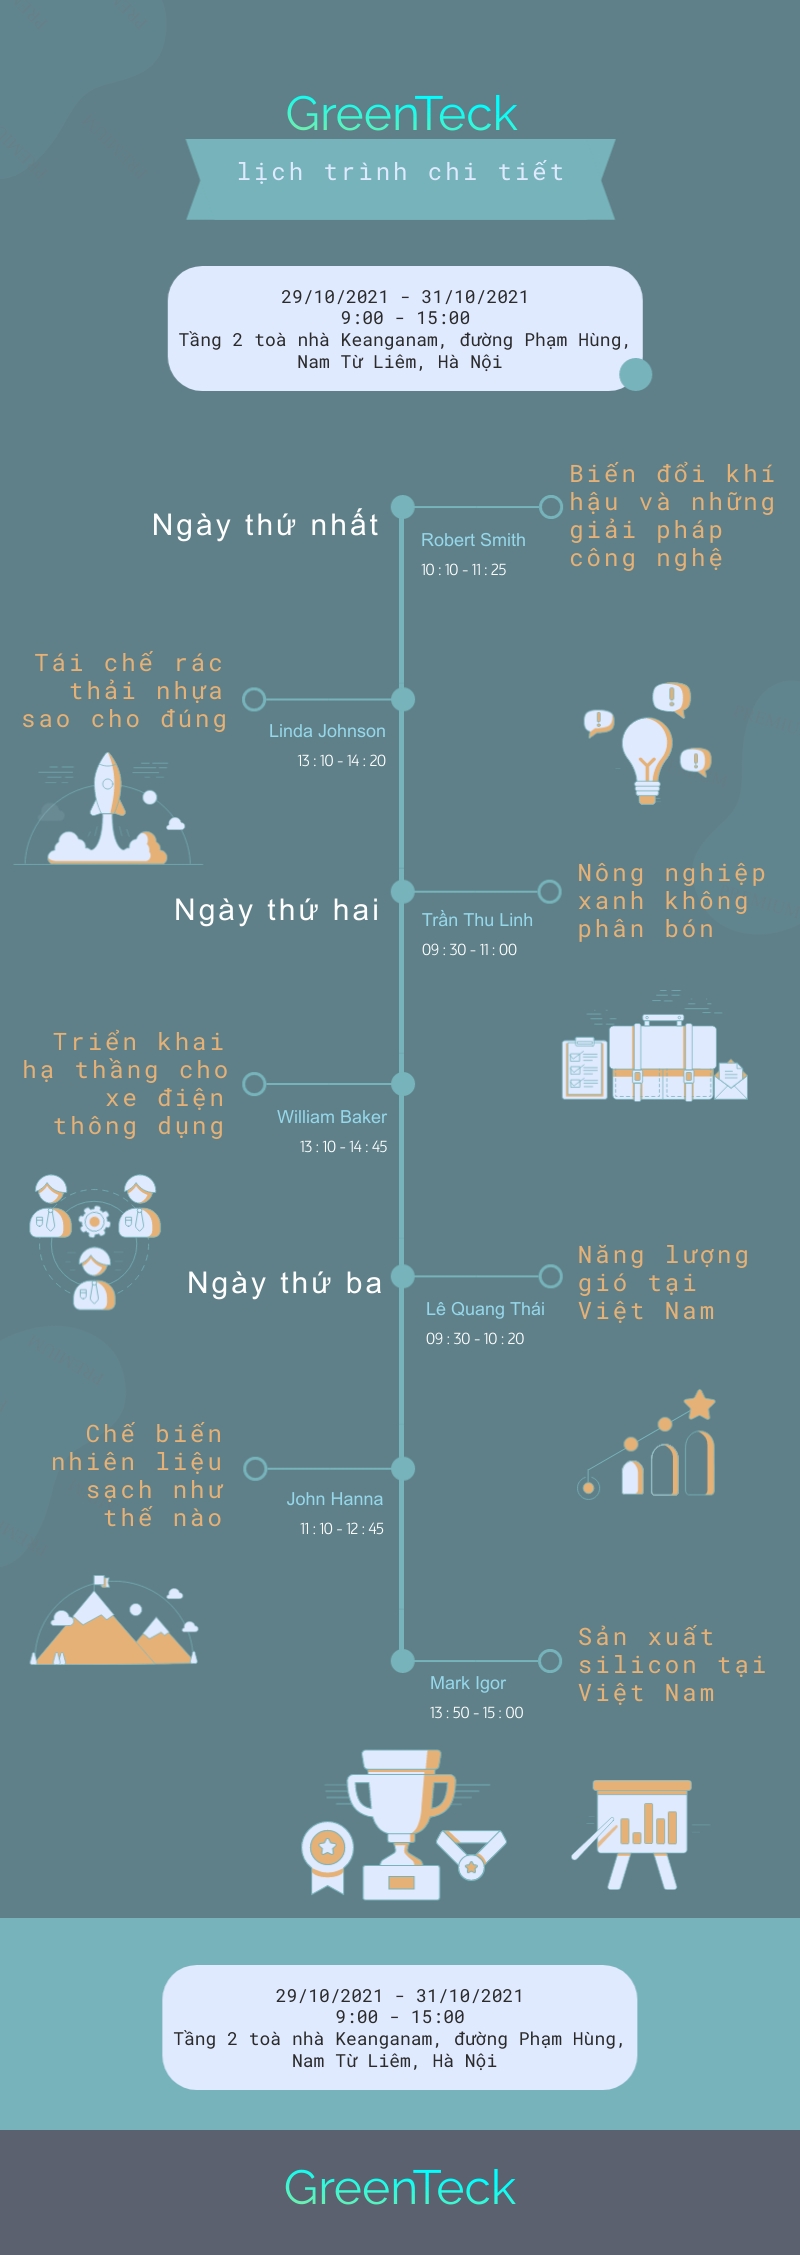 GreenTeck
lịch trình chi tiết
29/10/2021 - 31/10/2021
9:00 - 15:00
Tầng 2 toà nhà Keanganam, đường Phạm Hùng,
Nam Từ Liêm, Hà Nội
Ngày thứ nhất
Biến đổi khí
hậu và những
giải pháp
công nghệ
Robert Smith
10 : 10 - 11 : 25
Tái chế rác
thải nhựa
sao cho đúng
Linda Johnson
13 : 10 - 14 : 20
Ngày thứ hai
Nông nghiệp
xanh không
phân bón
Trần Thu Linh
09 : 30 - 11 : 00
Triển khai
hạ thầng cho
xe điện
thông dụng
William Baker
13 : 10 - 14 : 45
Ngày thứ ba
Năng lượng
gió tại
Việt Nam
Lê Quang Thái
09 : 30 - 10 : 20
Chế biến
nhiên liệu
sạch như
thế nào
John Hanna
11 : 10 - 12 : 45
Sản xuất
silicon tại
Việt Nam
Mark Igor
13 : 50 - 15 : 00
29/10/2021 - 31/10/2021
9:00 - 15:00
Tầng 2 toà nhà Keanganam, đường Phạm Hùng,
Nam Từ Liêm, Hà Nội
GreenTeck